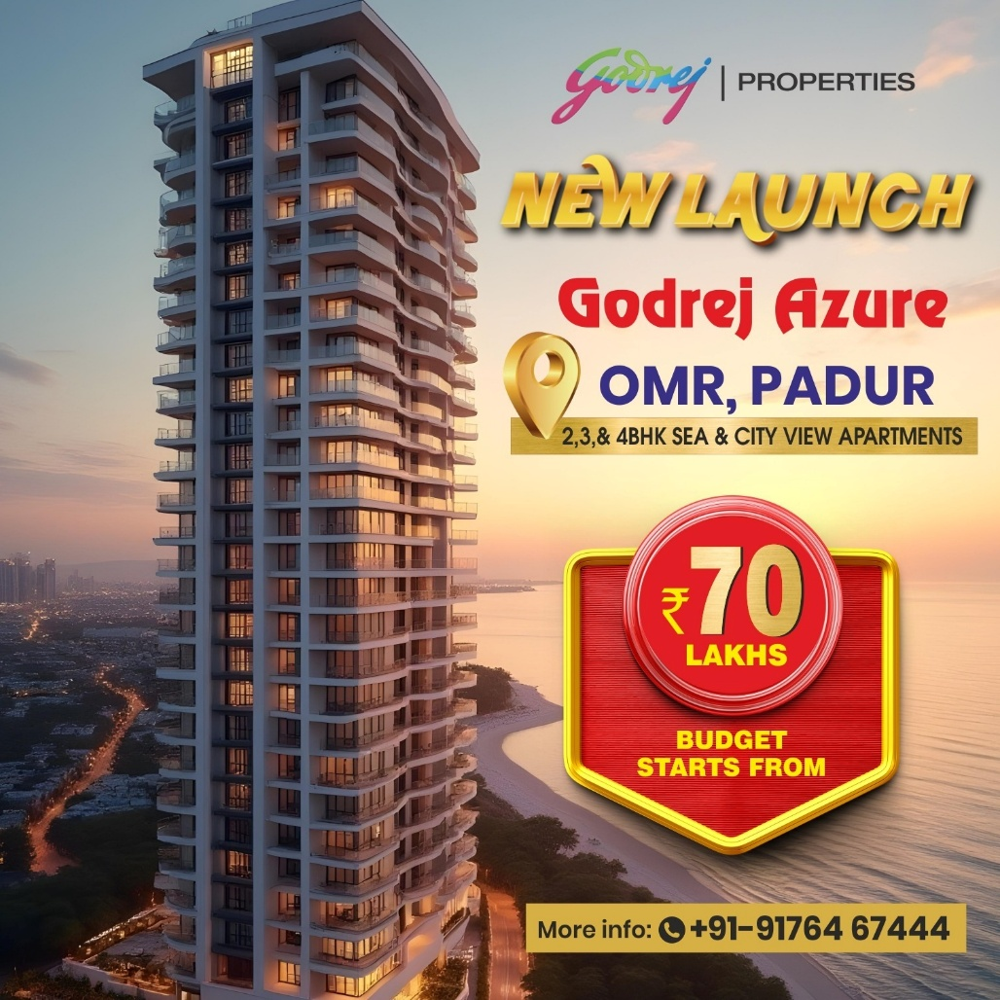 Godrej | PROPERTIES
NEW LAUNCH
Godrej Azure
OMR, PADUR
2,3,& 4BHK SEA & CITY VIEW APARTMENTS
₹70
LAKHS
BUDGET
STARTS FROM
More info: +91-91764 67444